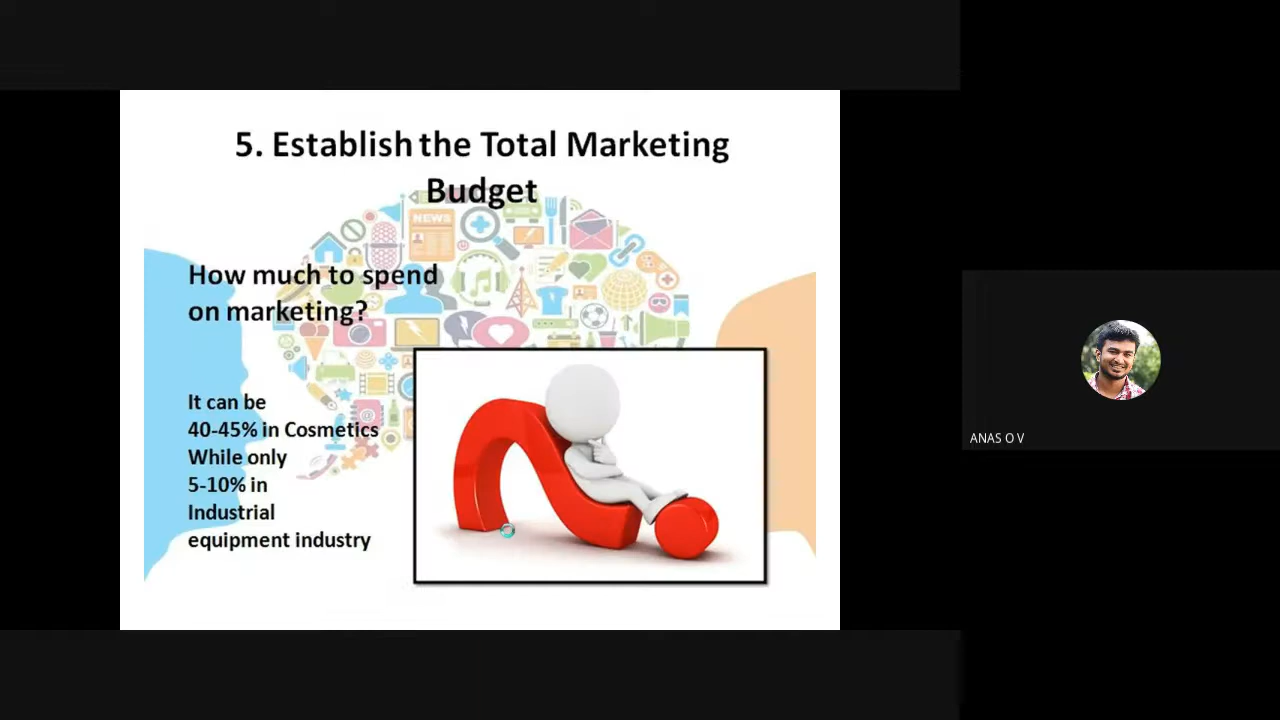 5. Establish the Total Marketing
Budget
NEWS
How much to spend
on marketing?
It can be
40-45% in Cosmetics
While only
5-10% in
Industrial
equipment industry
ANAS O V